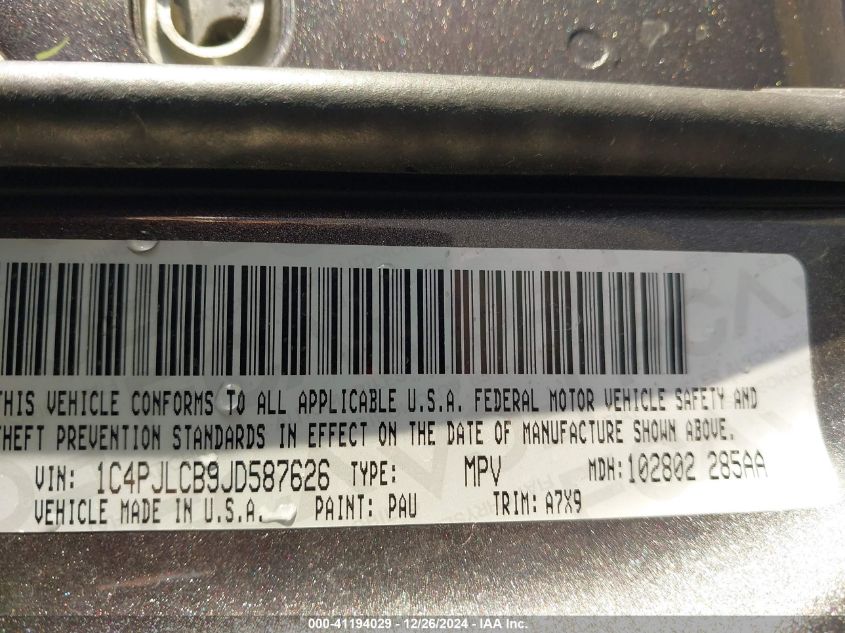 THIS VEHICLE CONFORMS TO ALL APPLICABLE U.S.A. FEDERAL MOTOR VEHICLE SAFETY AND
THEFT PREVENTION STANDARDS IN EFFECT ON THE DATE OF MANUFACTURE SHOWN ABOVE.
VIN: 1C4PJLCB9JD587626 TYPE: MPV MDH: 102802 285AA
VEHICLE MADE IN U.S.A. PAINT: PAU TRIM: A7X9
000-41194029 - 12/26/2024 - IAA Inc.